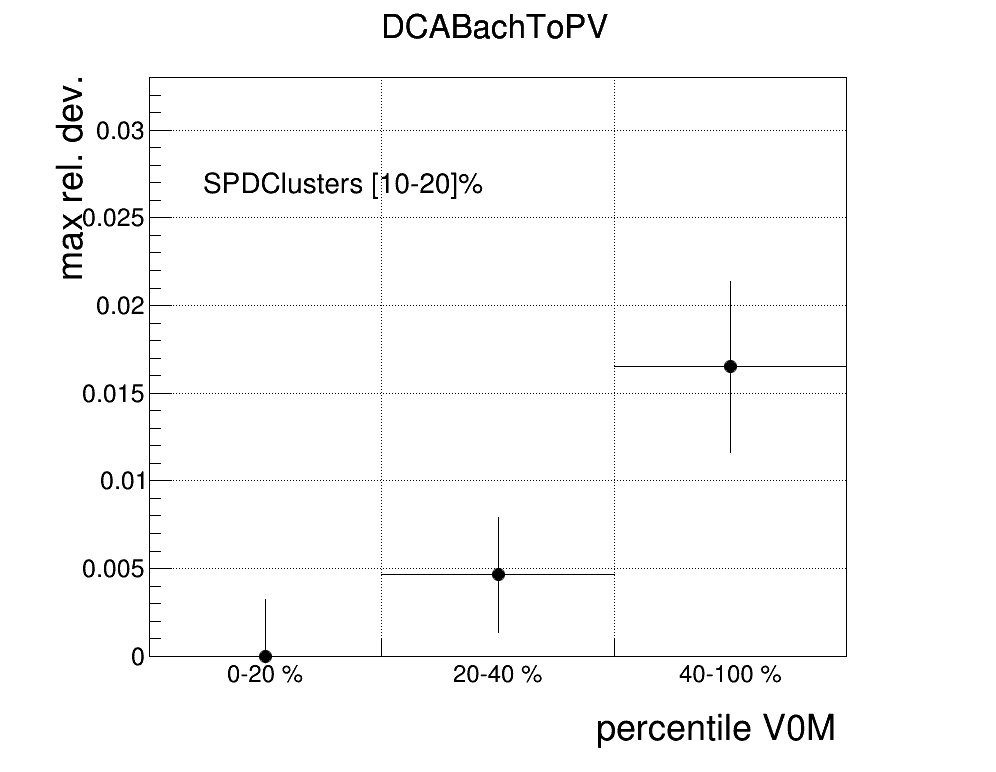 DCABachToPV
max rel. dev.
0.03
SPDClusters [10-20]%
0.025
0.02
0.015
0.01
0.005
0
0-20 %
20-40 %
40-100 %
percentile V0M